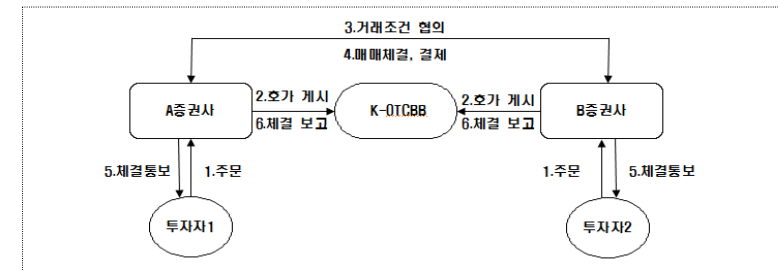 3.거래조건 협의
4.매매체결, 결제
A증권사
2.호가 게시
6.체결 보고
K-OTCBB
2.호가 게시
6.체결 보고
B증권사
5.체결통보
1.주문
1.주문
5.체결통보
투자자1
투자자2